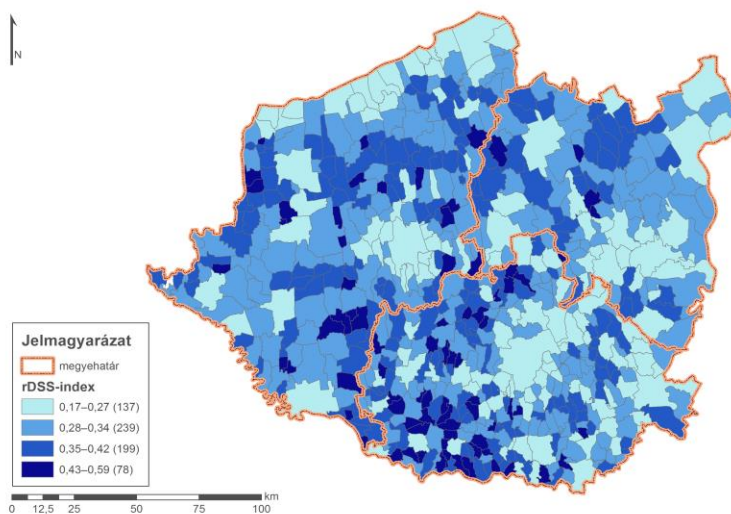 N
Jelmagyarázat
megyehatár
rDSS-index
0,17–0,27 (137)
0,28–0,34 (239)
0,35–0,42 (199)
0,43–0,59 (78)
km
0 12,5 25 50 75 100